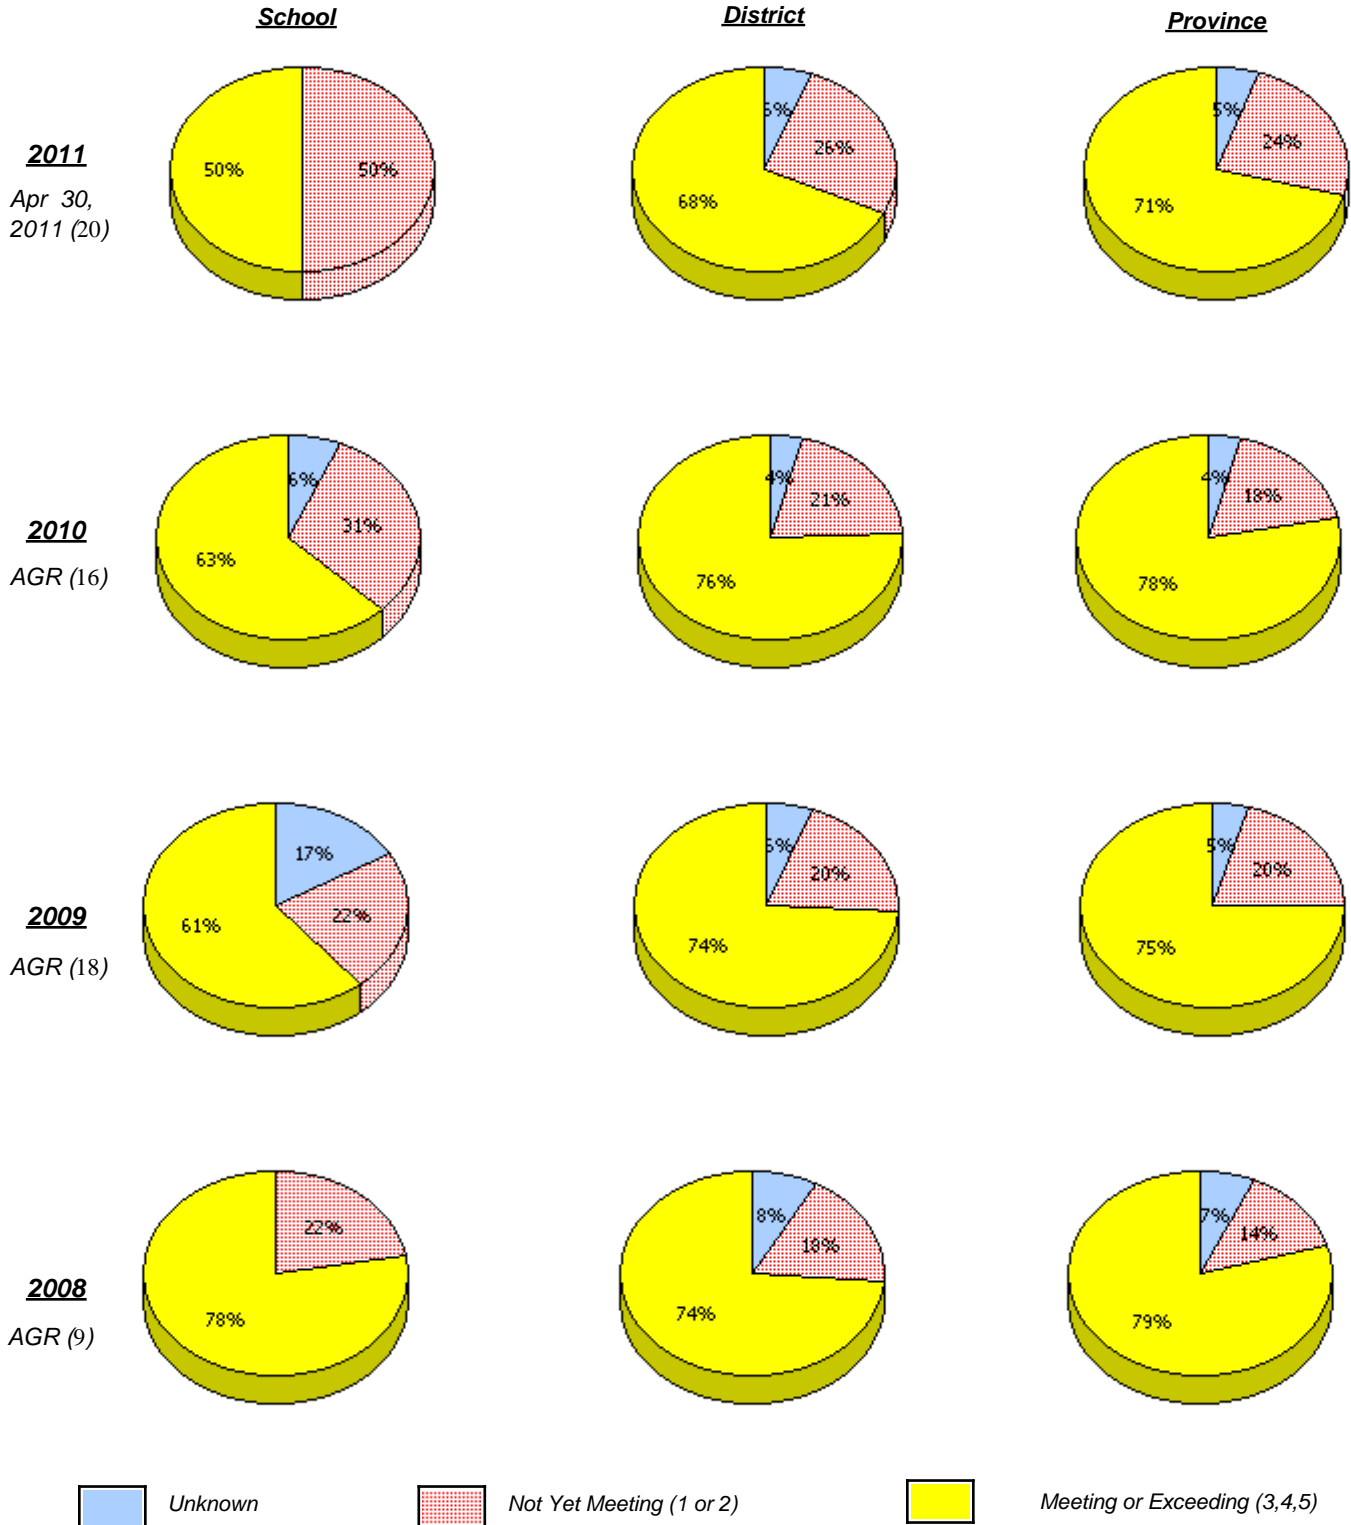 School District Province
5% 
50% 50% 6% 26% 68% 24% 71%
2011
Apr 30,
2011 (20)
6% 31% 63% 4% 21% 76% 4% 18% 78%
2010
AGR (16)
17% 22% 61% 6% 20% 74% 5% 20% 75%
2009
AGR (18)
22% 78% 8% 18% 74% 7% 14% 79%
2008
AGR (9)
Unknown Not Yet Meeting (1 or 2) Meeting or Exceeding (3,4,5)